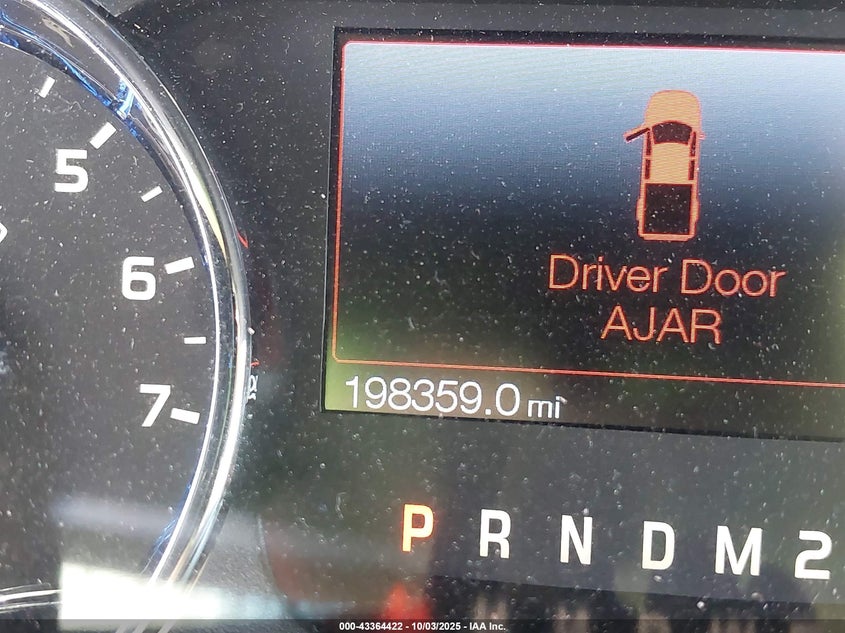 5
6
7
Driver Door
AJAR
198359.0 mi
P R N D M 2
000-43364422 - 10/03/2025 - IAA Inc.